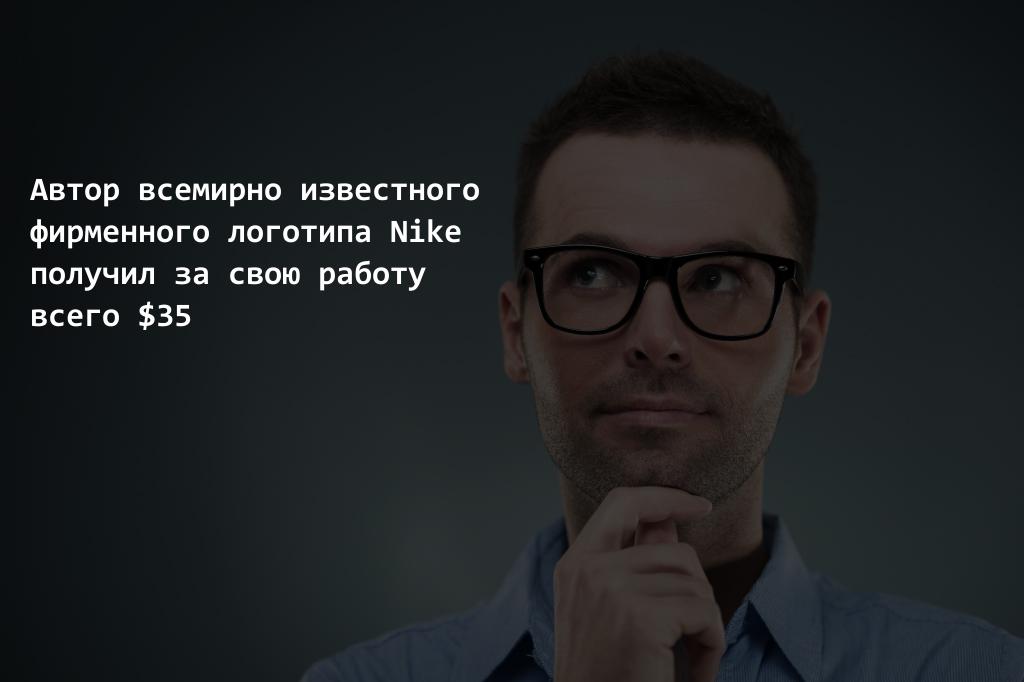 Автор всемирно известного
фирменного логотипа Nike
получил за свою работу
всего $35